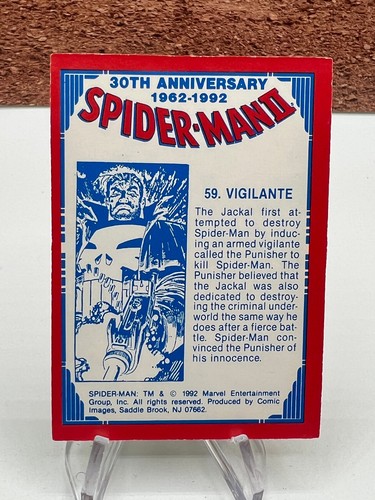 30TH ANNIVERSARY
1962-1992
SPIDER-MAN II
59. VIGILANTE
The Jackal first at-
tempted to destroy
Spider-Man by induc-
ing an armed vigilante
called the Punisher to
kill Spider-Man. The
Punisher believed that
the Jackal was also
dedicated to destroy-
ing the criminal under-
world the same way he
does after a fierce bat-
tle. Spider-Man con-
vinced the Punisher of
his innocence.
SPIDER-MAN: TM & © 1992 Marvel Entertainment
Group, Inc. All rights reserved. Produced by Comic
Images, Saddle Brook, NJ 07662.